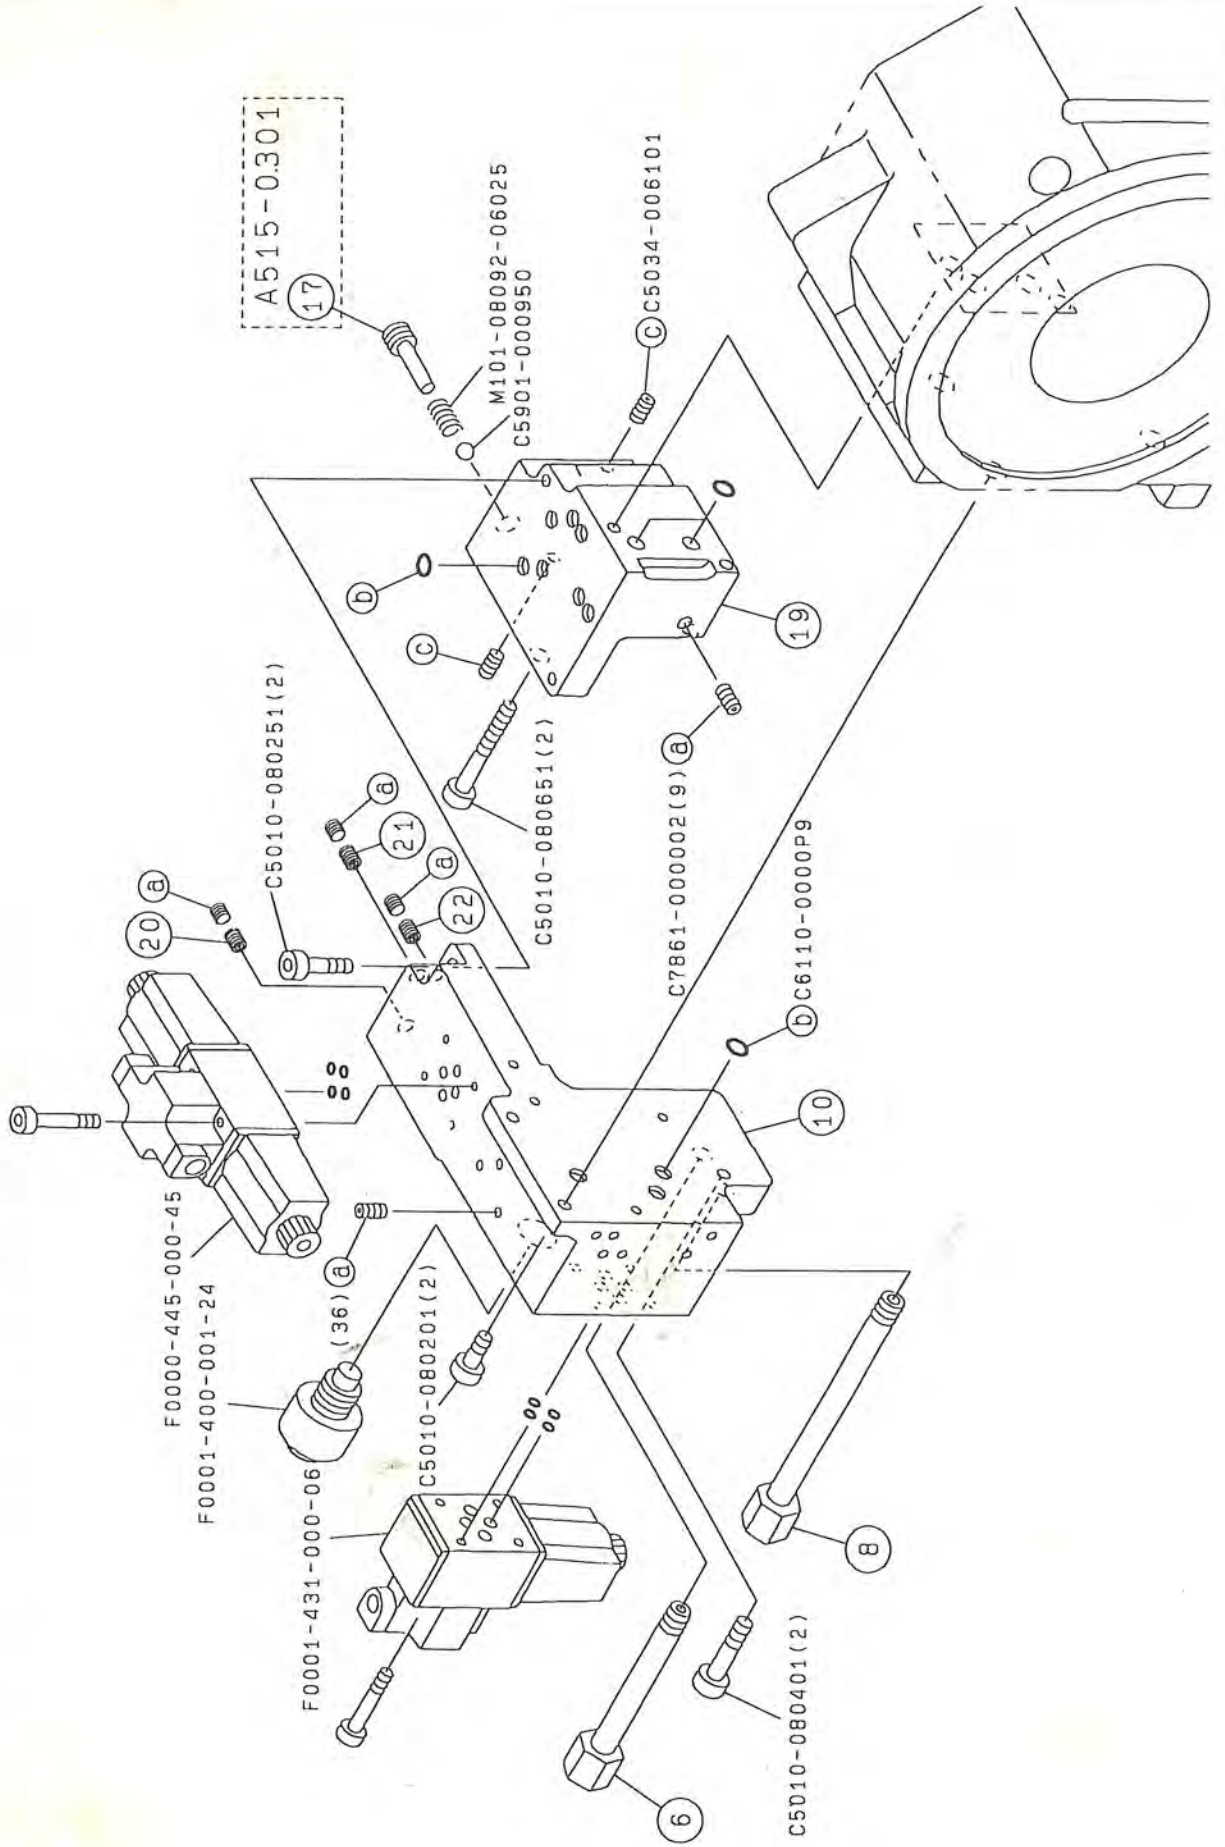 A515-0.301
17
M101-08092-06025
C5901-000950
c C5034-006101
b
c
19
C5010-080251(2)
a
21
a
22
C5010-080651(2)
C7861-000002(9) a
a
20
b C6110-0000P9
10
F0000-445-000-45
F0001-400-001-24
(36) a
C5010-080201(2)
F0001-431-000-06
8
6
C5010-080401(2)